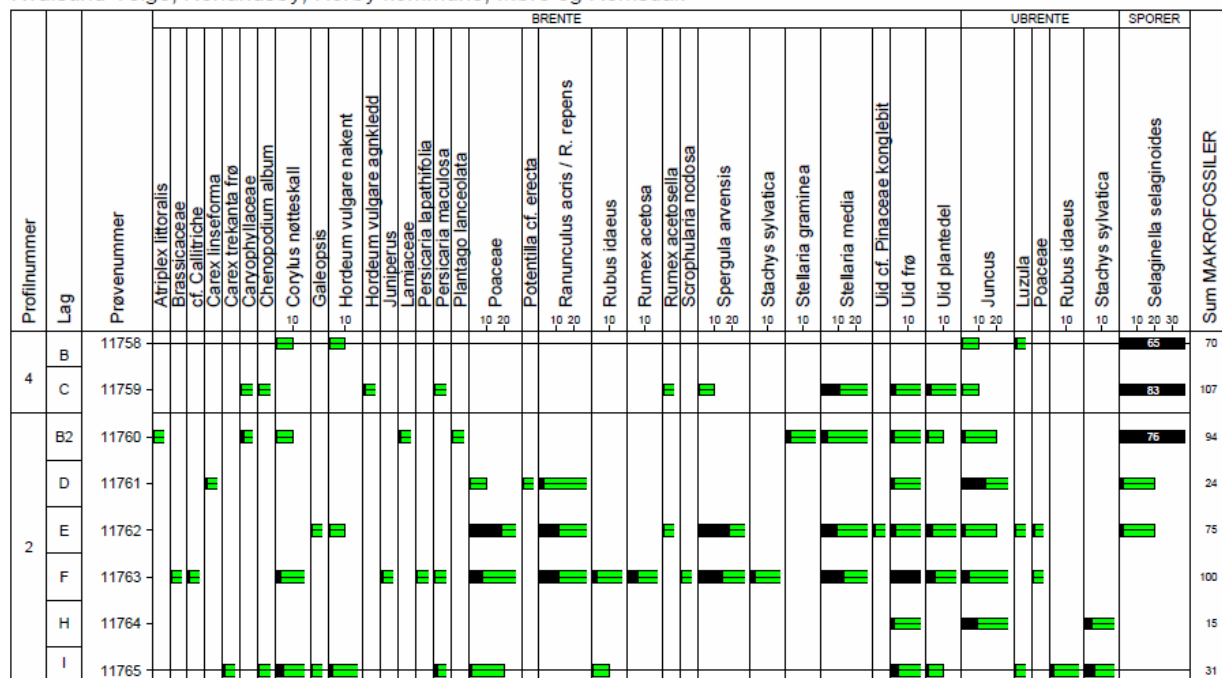 BRENTE UBRENTE SPORER
Profilnummer
Lag
Prøvenummer
Atriplex littoralis
Brassicaceae
cf. Callitriche
Carex linseforma
Carex trekanta frø
Caryophyllaceae
Chenopodium album
Corylus nøtteskall
Galeopsis
Hordeum vulgare nakent
Hordeum vulgare agnkledd
Juniperus
Lamiaceae
Persicaria lapathifolia
Persicaria maculosa
Plantago lanceolata
Poaceae
Potentilla cf. erecta
Ranunculus acris / R. repens
Rubus idaeus
Rumex acetosa
Rumex acetosella
Scrophularia nodosa
Spergula arvensis
Stachys sylvatica
Stellaria graminea
Stellaria media
Uid cf. Pinaceae konglebit
Uid frø
Uid plantedel
Juncus
Luzula
Poaceae
Rubus idaeus
Stachys sylvatica
Selaginella selaginoides
Sum MAKROFOSSILER
10 10 10 20 10 20 10 10 10 20 10 10 10 20 10 10 10 20 10 10 10 20 30
4
B 11758 65 70
C 11759 83 107
2
B2 11760 76 94
D 11761 24
E 11762 75
F 11763 100
H 11764 15
I 11765 31